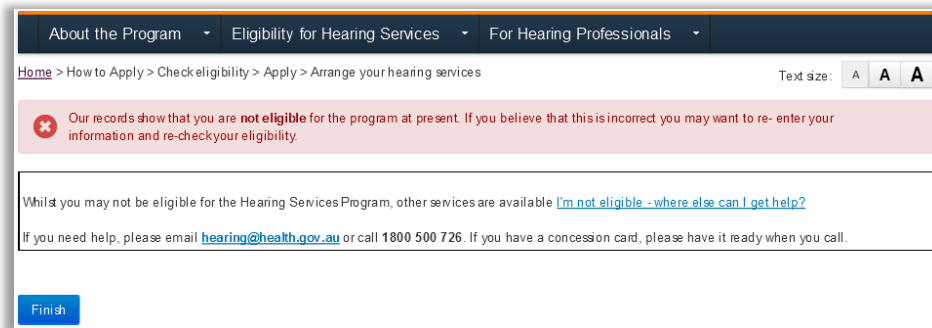 About the Program Eligibility for Hearing Services For Hearing Professionals
Home > How to Apply > Check eligibility > Apply > Arrange your hearing services Text size: A A A
Our records show that you are not eligible for the program at present. If you believe that this is incorrect you may want to re- enter your
information and re-check your eligibility.
Whilst you may not be eligible for the Hearing Services Program, other services are available I'm not eligible - where else can I get help?
If you need help, please email hearing@health.gov.au or call 1800 500 726. If you have a concession card, please have it ready when you call.
Finish